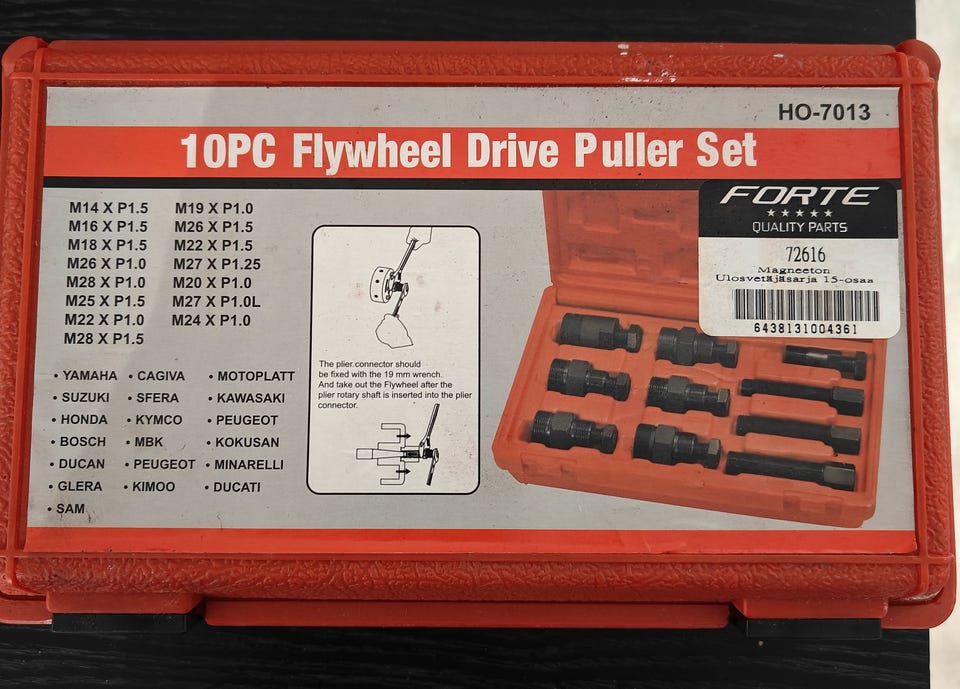 HO-7013
10PC Flywheel Drive Puller Set
M14 X P1.5 M19 X P1.0
M16 X P1.5 M26 X P1.5
M18 X P1.5 M22 X P1.5
M26 X P1.0 M27 X P1.25
M28 X P1.0 M20 X P1.0
M25 X P1.5 M27 X P1.0L
M22 X P1.0 M24 X P1.0
M28 X P1.5
• YAMAHA • CAGIVA • MOTOPLATT
• SUZUKI • SFERA • KAWASAKI
• HONDA • KYMCO • PEUGEOT
• BOSCH • MBK • KOKUSAN
• DUCAN • PEUGEOT • MINARELLI
• GLERA • KIMOO • DUCATI
• SAM
The plier connector should
be fixed with the 19 mm wrench.
And take out the Flywheel after the
plier rotary shaft is inserted into the plier
connector.
FORTE
★★★★★
QUALITY PARTS
72616
Magneeton
Ulosvetäjäsarja 15-osaa
6438131004361